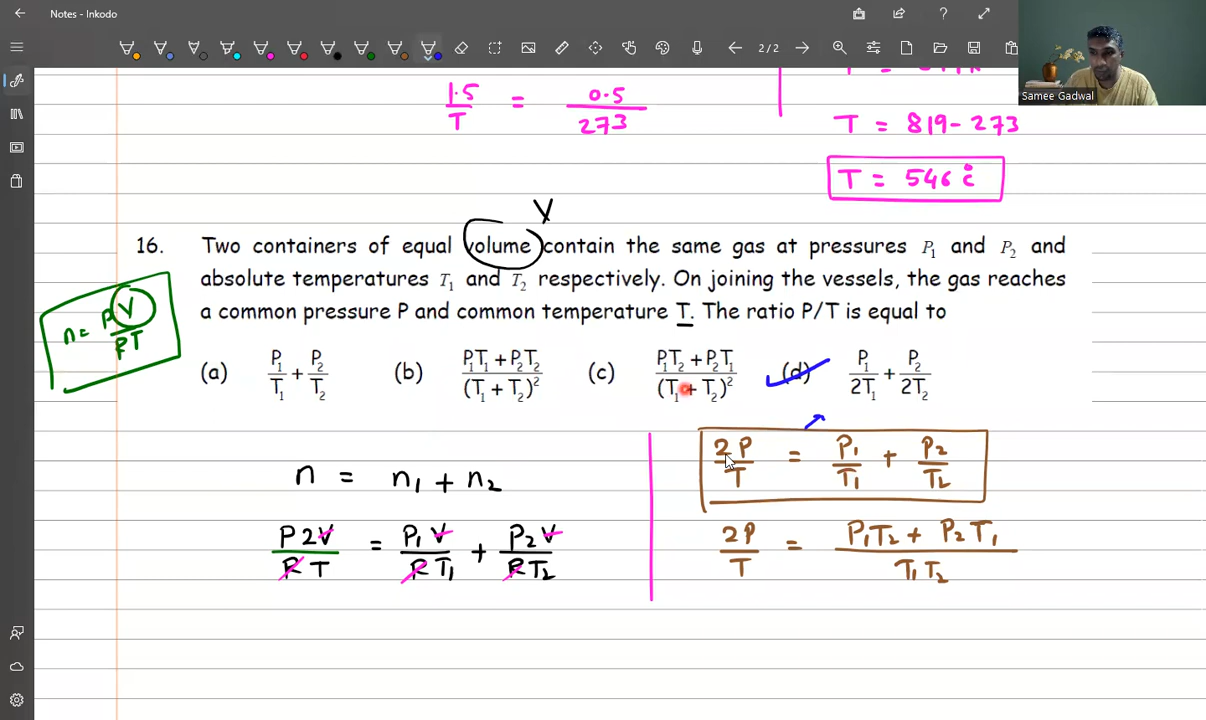 Notes - Inkodo
2/2
Samee Gadwal
1.5/T = 0.5/273
T = 819-273
T = 546 °C
V
16. Two containers of equal volume contain the same gas at pressures P₁ and P₂ and
absolute temperatures T₁ and T₂ respectively. On joining the vessels, the gas reaches
a common pressure P and common temperature T. The ratio P/T is equal to
n = PV/RT
(a) P₁/T₁ + P₂/T₂ (b) (P₁T₁ + P₂T₂)/(T₁ + T₂)² (c) (P₁T₂ + P₂T₁)/(T₁ + T₂)² (d) P₁/2T₁ + P₂/2T₂
n = n₁ + n₂
P2V/RT = P₁V/RT₁ + P₂V/RT₂
2P/T = P₁/T₁ + P₂/T₂
2P/T = (P₁T₂ + P₂T₁)/T₁T₂